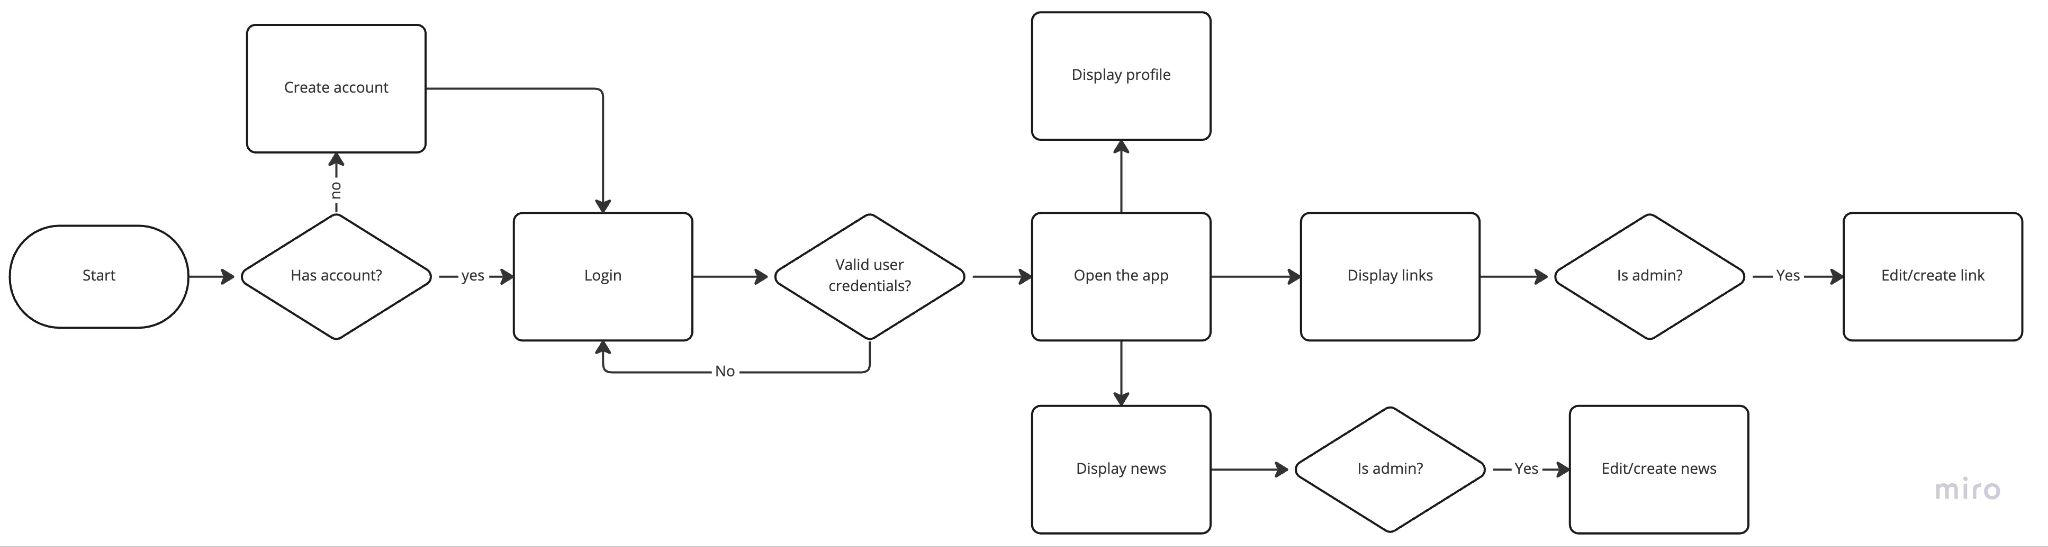 Create account
Display profile
no
Start
Has account?
yes
Login
Valid user
credentials?
Open the app
Display links
Is admin?
Yes
Edit/create link
No
Display news
Is admin?
Yes
Edit/create news
miro